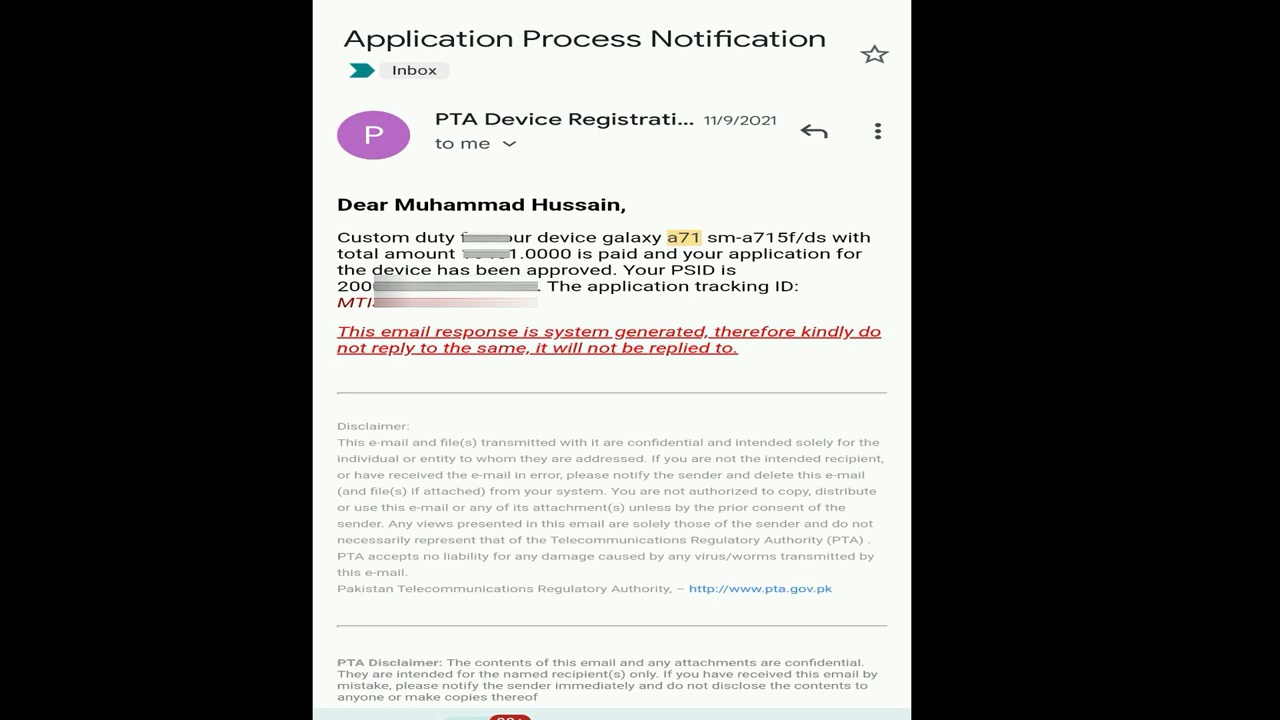 Application Process Notification
Inbox
P
PTA Device Registrati... 11/9/2021
to me
Dear Muhammad Hussain,
Custom duty device galaxy a71 sm-a715f/ds with
total amount 1.0000 is paid and your application for
the device has been approved. Your PSID is
200 . The application tracking ID:
MTI
This email response is system generated, therefore kindly do
not reply to the same, it will not be replied to.
Disclaimer:
This e-mail and file(s) transmitted with it are confidential and intended solely for the
individual or entity to whom they are addressed. If you are not the intended recipient,
or have received the e-mail in error, please notify the sender and delete this e-mail
(and file(s) if attached) from your system. You are not authorized to copy, distribute
or use this e-mail or any of its attachment(s) unless by the prior consent of the
sender. Any views presented in this email are solely those of the sender and do not
necessarily represent that of the Telecommunications Regulatory Authority (PTA) .
PTA accepts no liability for any damage caused by any virus/worms transmitted by
this e-mail.
Pakistan Telecommunications Regulatory Authority, – http://www.pta.gov.pk
PTA Disclaimer: The contents of this email and any attachments are confidential.
They are intended for the named recipient(s) only. If you have received this email by
mistake, please notify the sender immediately and do not disclose the contents to
anyone or make copies thereof